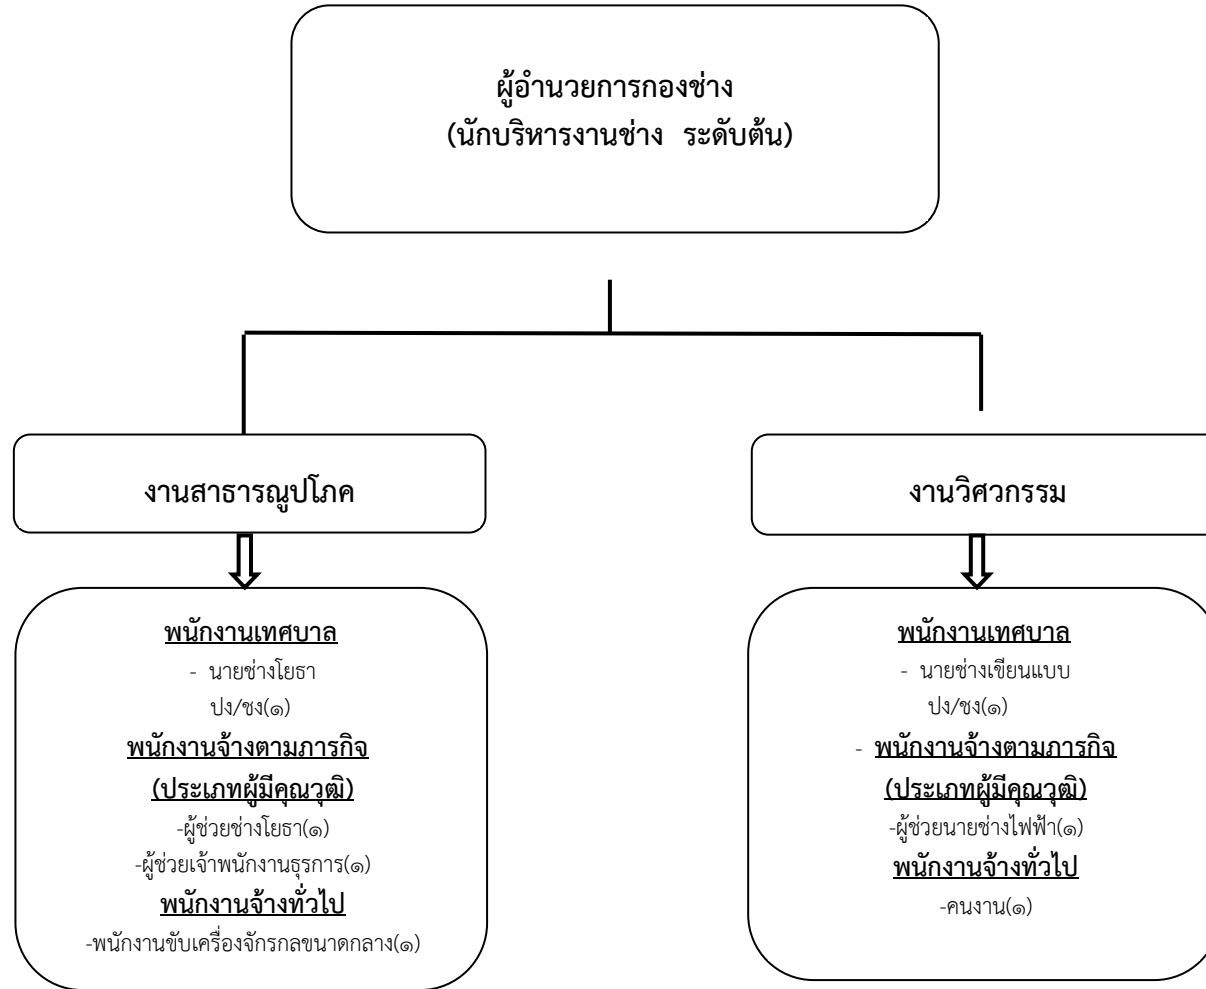 ผู้อำนวยการกองช่าง
(นักบริหารงานช่าง ระดับต้น)
งานสาธารณูปโภค
พนักงานเทศบาล
- นายช่างโยธา
ปง/ชง(๑)
พนักงานจ้างตามภารกิจ
(ประเภทผู้มีคุณวุฒิ)
-ผู้ช่วยช่างโยธา(๑)
-ผู้ช่วยเจ้าพนักงานธุรการ(๑)
พนักงานจ้างทั่วไป
-พนักงานขับเครื่องจักรกลขนาดกลาง(๑)
งานวิศวกรรม
พนักงานเทศบาล
- นายช่างเขียนแบบ
ปง/ชง(๑)
- พนักงานจ้างตามภารกิจ
(ประเภทผู้มีคุณวุฒิ)
-ผู้ช่วยนายช่างไฟฟ้า(๑)
พนักงานจ้างทั่วไป
-คนงาน(๑)